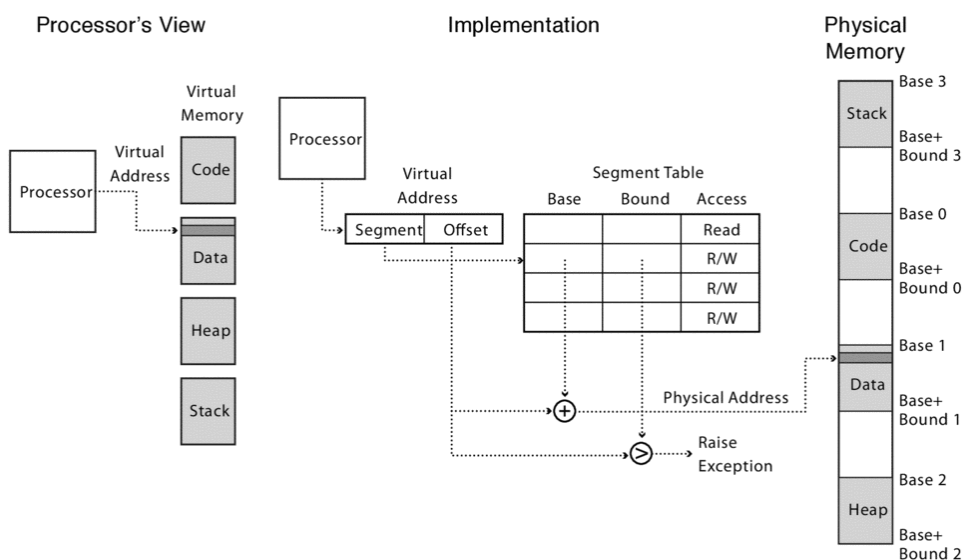 Processor's View
Implementation
Physical
Memory
Virtual
Memory
Processor
Virtual
Address
Code
Data
Heap
Stack
Processor
Virtual
Address
Segment
Offset
Segment Table
Base
Bound
Access
Read
R/W
R/W
R/W
+
Physical Address
>
Raise
Exception
Base 3
Stack
Base+
Bound 3
Base 0
Code
Base+
Bound 0
Base 1
Data
Base+
Bound 1
Base 2
Heap
Base+
Bound 2